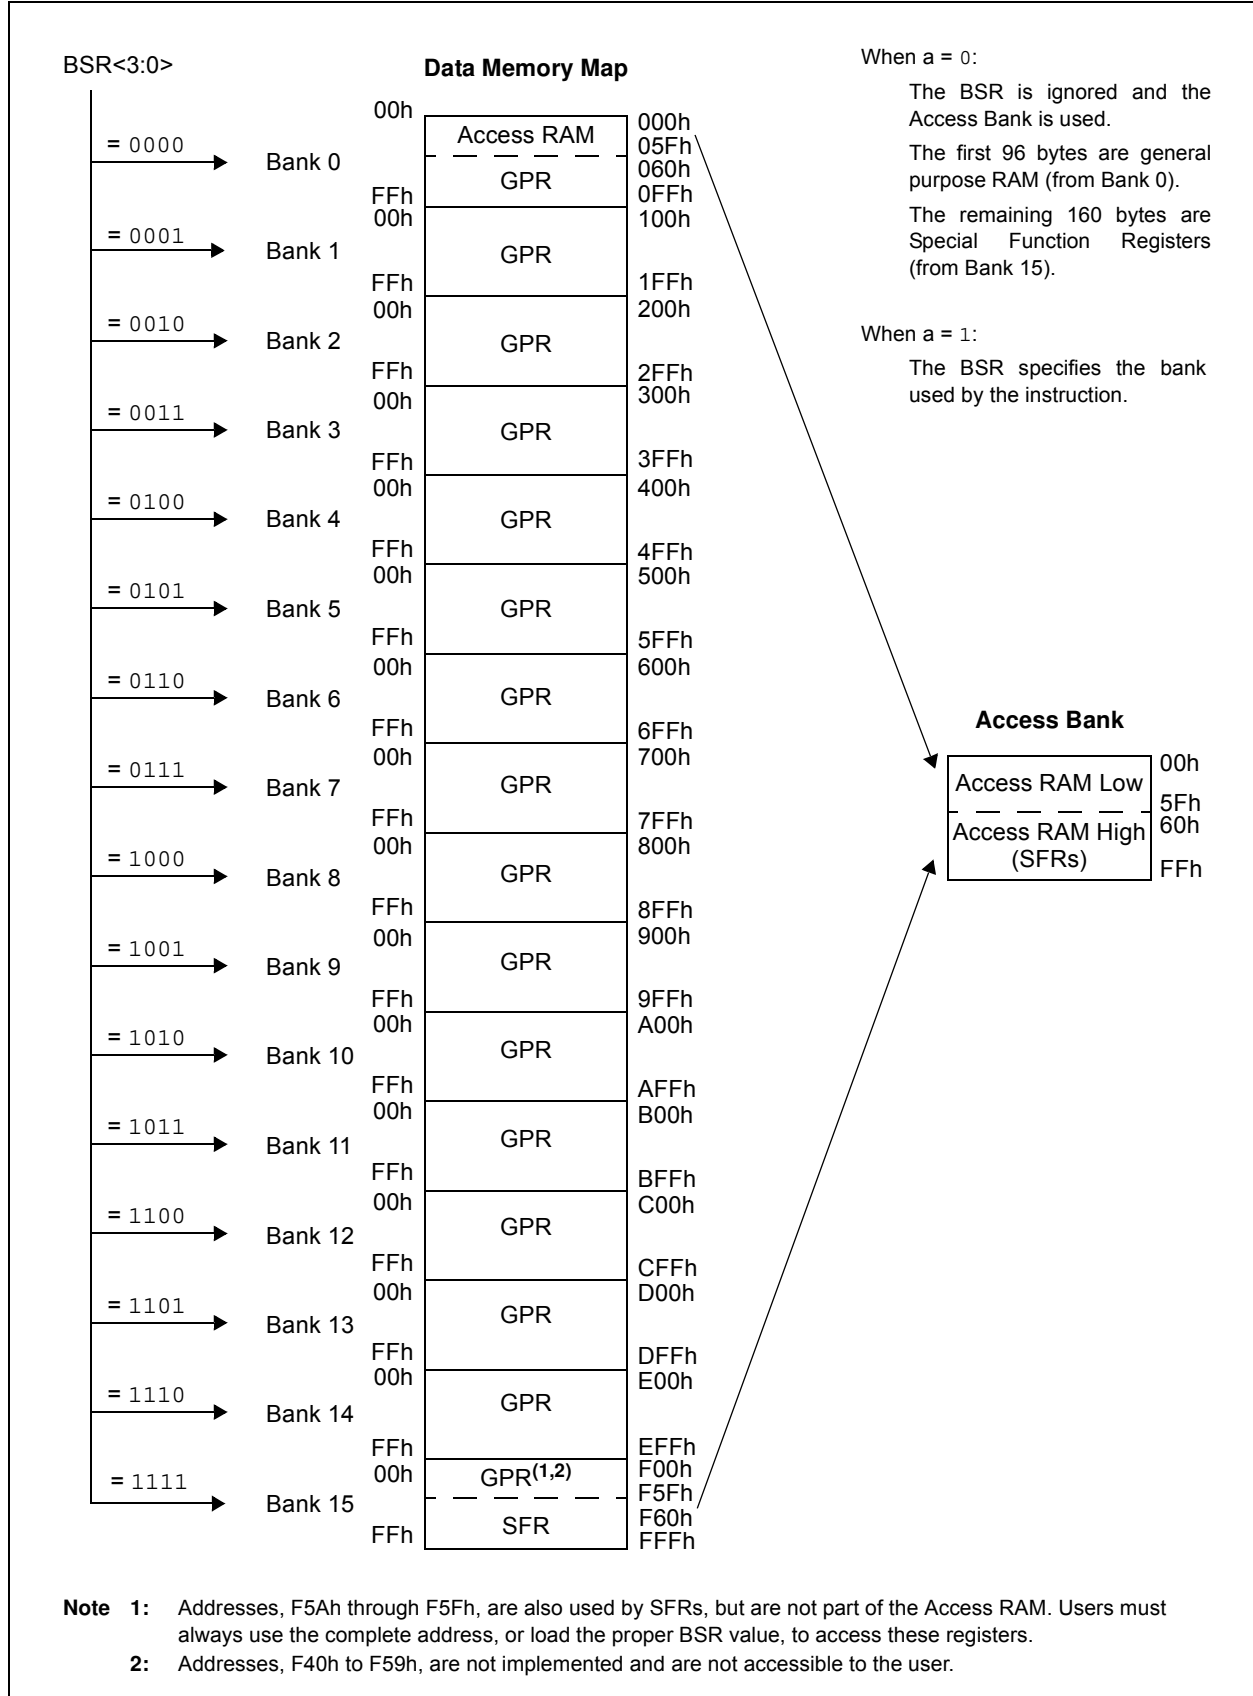 BSR<3:0>
Data Memory Map
When a = 0:
The BSR is ignored and the
Access Bank is used.
The first 96 bytes are general
purpose RAM (from Bank 0).
The remaining 160 bytes are
Special Function Registers
(from Bank 15).
When a = 1:
The BSR specifies the bank
used by the instruction.
= 0000
Bank 0
00h
FFh
Access RAM
GPR
000h
05Fh
060h
0FFh
= 0001
Bank 1
00h
FFh
GPR
100h
1FFh
= 0010
Bank 2
00h
FFh
GPR
200h
2FFh
= 0011
Bank 3
00h
FFh
GPR
300h
3FFh
= 0100
Bank 4
00h
FFh
GPR
400h
4FFh
= 0101
Bank 5
00h
FFh
GPR
500h
5FFh
= 0110
Bank 6
00h
FFh
GPR
600h
6FFh
= 0111
Bank 7
00h
FFh
GPR
700h
7FFh
= 1000
Bank 8
00h
FFh
GPR
800h
8FFh
= 1001
Bank 9
00h
FFh
GPR
900h
9FFh
= 1010
Bank 10
00h
FFh
GPR
A00h
AFFh
= 1011
Bank 11
00h
FFh
GPR
B00h
BFFh
= 1100
Bank 12
00h
FFh
GPR
C00h
CFFh
= 1101
Bank 13
00h
FFh
GPR
D00h
DFFh
= 1110
Bank 14
00h
FFh
GPR
E00h
EFFh
= 1111
Bank 15
00h
FFh
GPR(1,2)
SFR
F00h
F5Fh
F60h
FFFh
Access Bank
Access RAM Low
Access RAM High
(SFRs)
00h
5Fh
60h
FFh
Note 1: Addresses, F5Ah through F5Fh, are also used by SFRs, but are not part of the Access RAM. Users must
always use the complete address, or load the proper BSR value, to access these registers.
2: Addresses, F40h to F59h, are not implemented and are not accessible to the user.